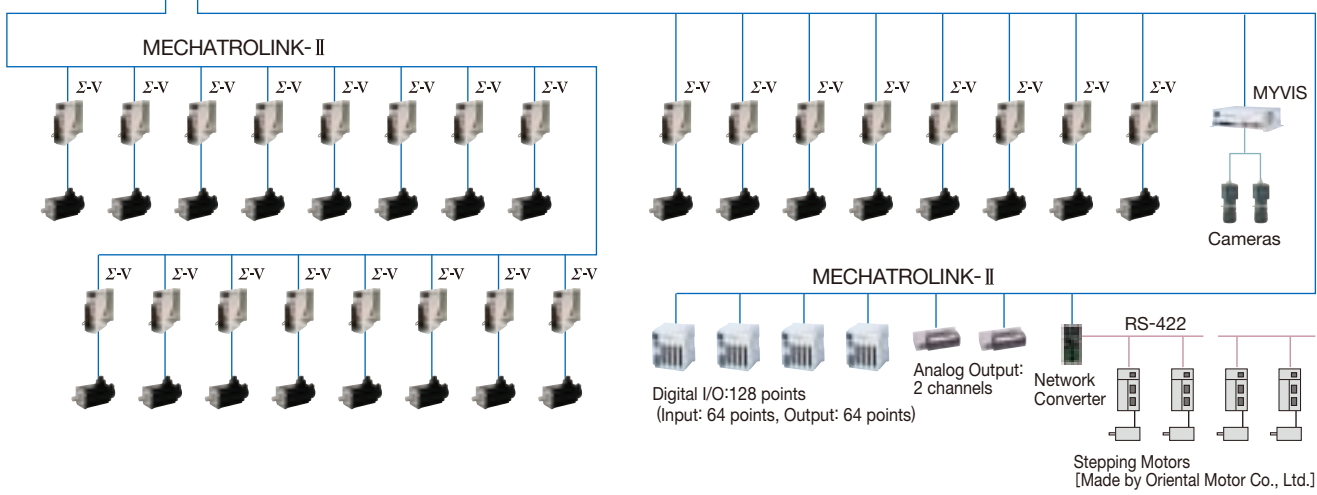 MECHATROLINK-Ⅱ
Σ-V Σ-V Σ-V Σ-V Σ-V Σ-V Σ-V Σ-V
Σ-V Σ-V Σ-V Σ-V Σ-V Σ-V Σ-V Σ-V
Σ-V Σ-V Σ-V Σ-V Σ-V Σ-V Σ-V Σ-V
MYVIS
Cameras
MECHATROLINK-Ⅱ
Digital I/O:128 points
(Input: 64 points, Output: 64 points)
Analog Output:
2 channels
Network
Converter
RS-422
Stepping Motors
[Made by Oriental Motor Co., Ltd.]